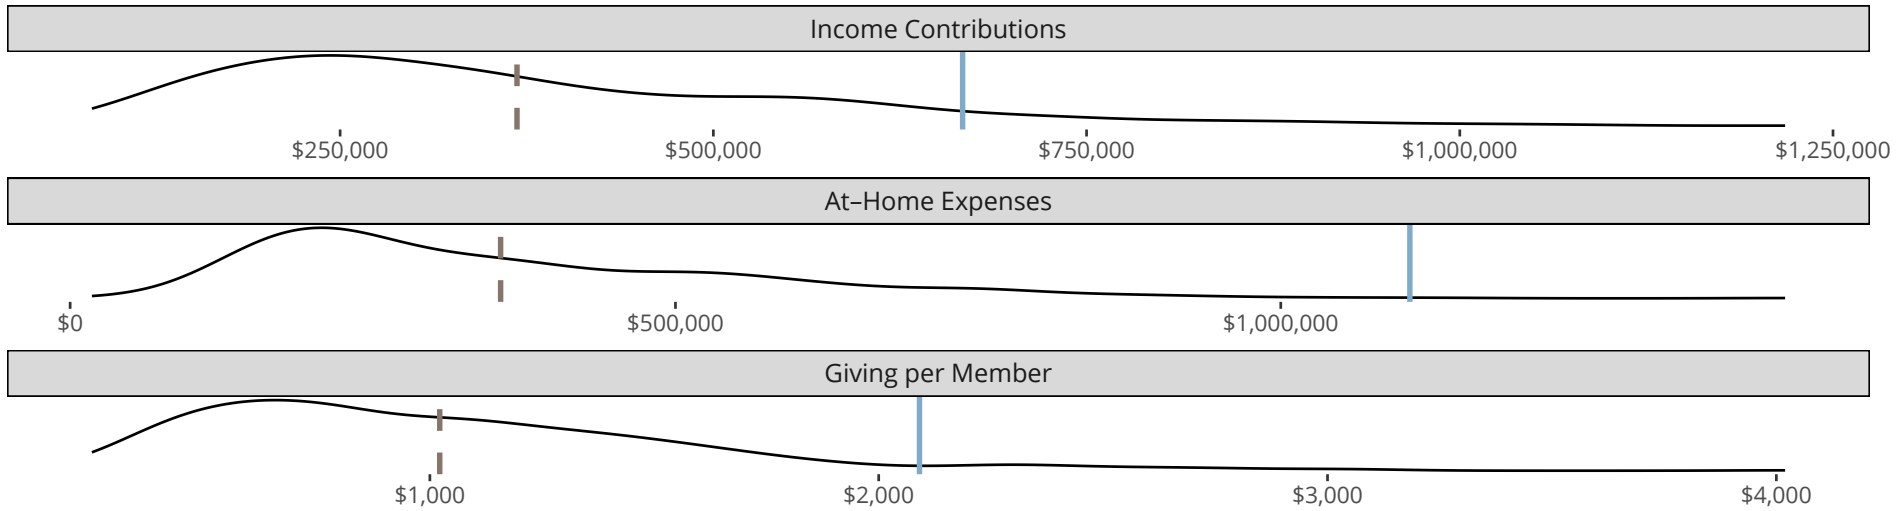 Income Contributions
$250,000 $500,000 $750,000 $1,000,000 $1,250,000
At–Home Expenses
$0 $500,000 $1,000,000
Giving per Member
$1,000 $2,000 $3,000 $4,000